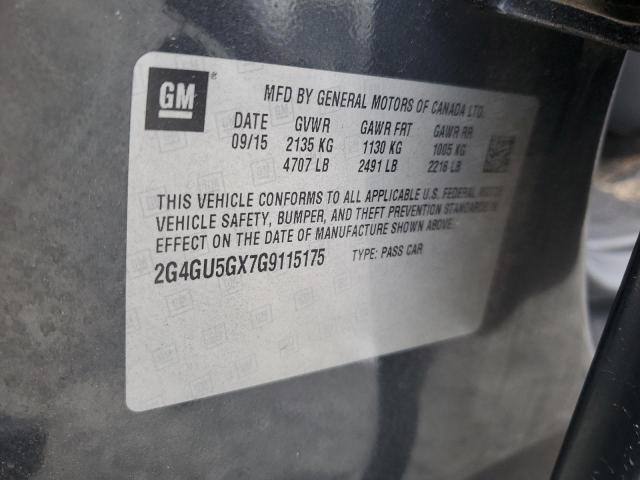 GM
MFD BY GENERAL MOTORS OF CANADA LTD.
DATE GVWR GAWR FRT GAWR RR
09/15 2135 KG 1130 KG 1005 KG
4707 LB 2491 LB 2216 LB
THIS VEHICLE CONFORMS TO ALL APPLICABLE U.S. FEDERAL MOTOR
VEHICLE SAFETY, BUMPER, AND THEFT PREVENTION STANDARDS IN
EFFECT ON THE DATE OF MANUFACTURE SHOWN ABOVE.
2G4GU5GX7G9115175 TYPE: PASS CAR